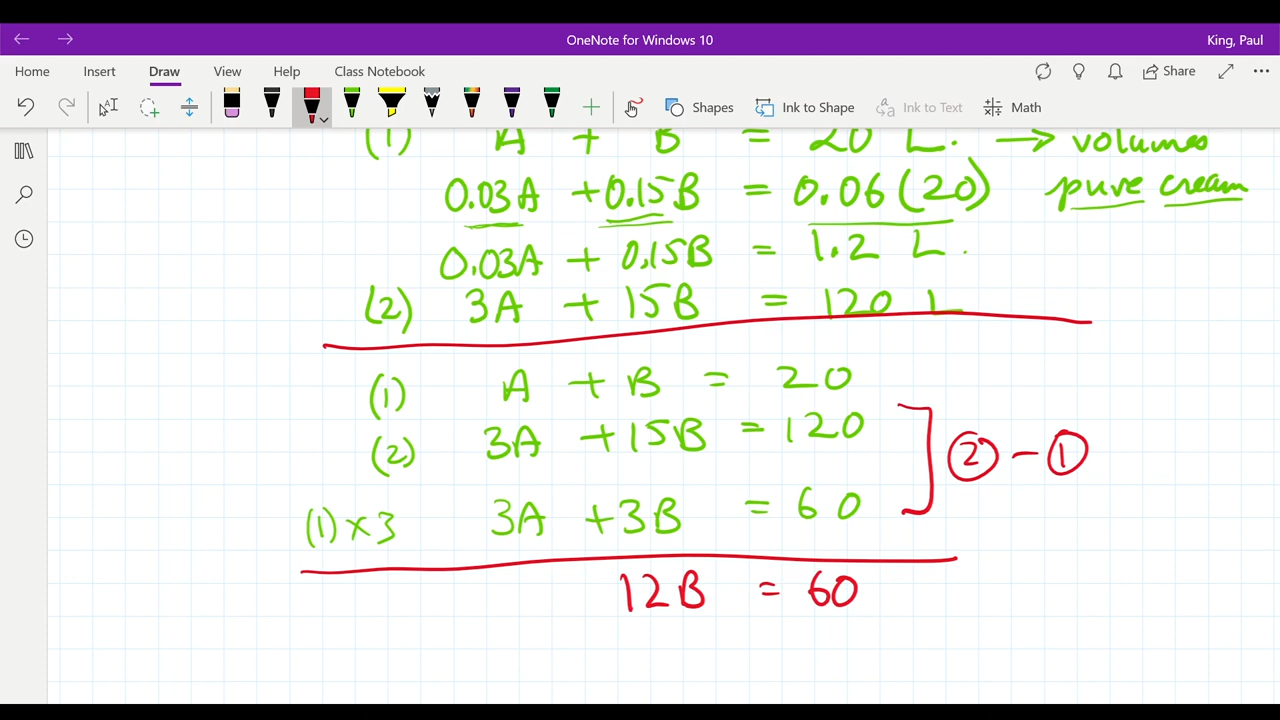 OneNote for Windows 10
King, Paul
Home Insert Draw View Help Class Notebook
Share
Shapes Ink to Shape Ink to Text Math
(1) A + B = 20 L. → volumes
0.03A + 0.15B = 0.06(20) pure cream
0.03A + 0.15B = 1.2 L.
(2) 3A + 15B = 120 L
(1) A + B = 20
(2) 3A + 15B = 120
② - ①
(1) × 3 3A + 3B = 60
12B = 60